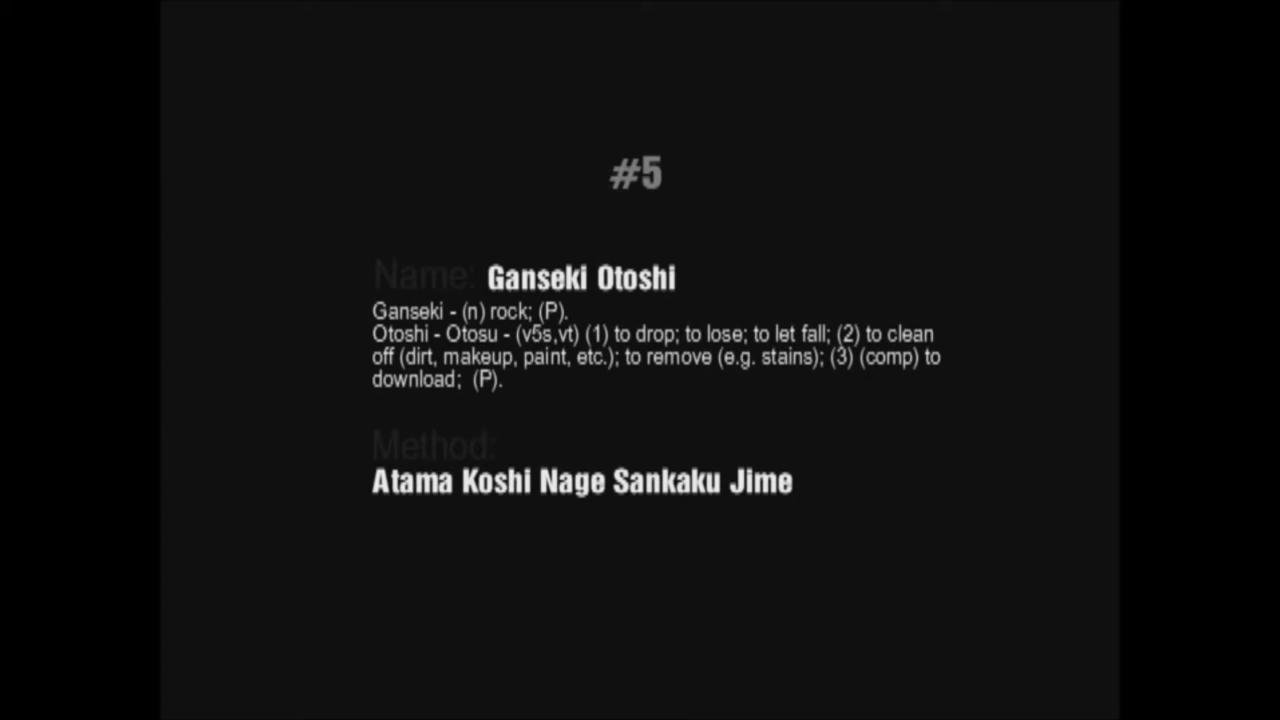 #5
Name: Ganseki Otoshi
Ganseki - (n) rock; (P).
Otoshi - Otosu - (v5s,vt) (1) to drop; to lose; to let fall; (2) to clean
off (dirt, makeup, paint, etc.); to remove (e.g. stains); (3) (comp) to
download; (P).
Method:
Atama Koshi Nage Sankaku Jime